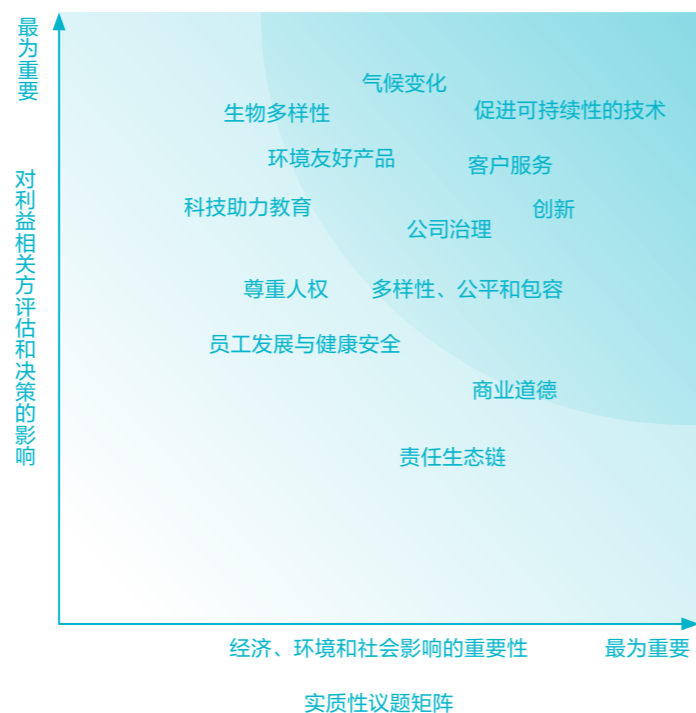 最为重要
对利益相关方评估和决策的影响
气候变化
促进可持续性的技术
生物多样性
环境友好产品
客户服务
科技助力教育
创新
公司治理
尊重人权
多样性、公平和包容
员工发展与健康安全
商业道德
责任生态链
经济、环境和社会影响的重要性
最为重要
实质性议题矩阵